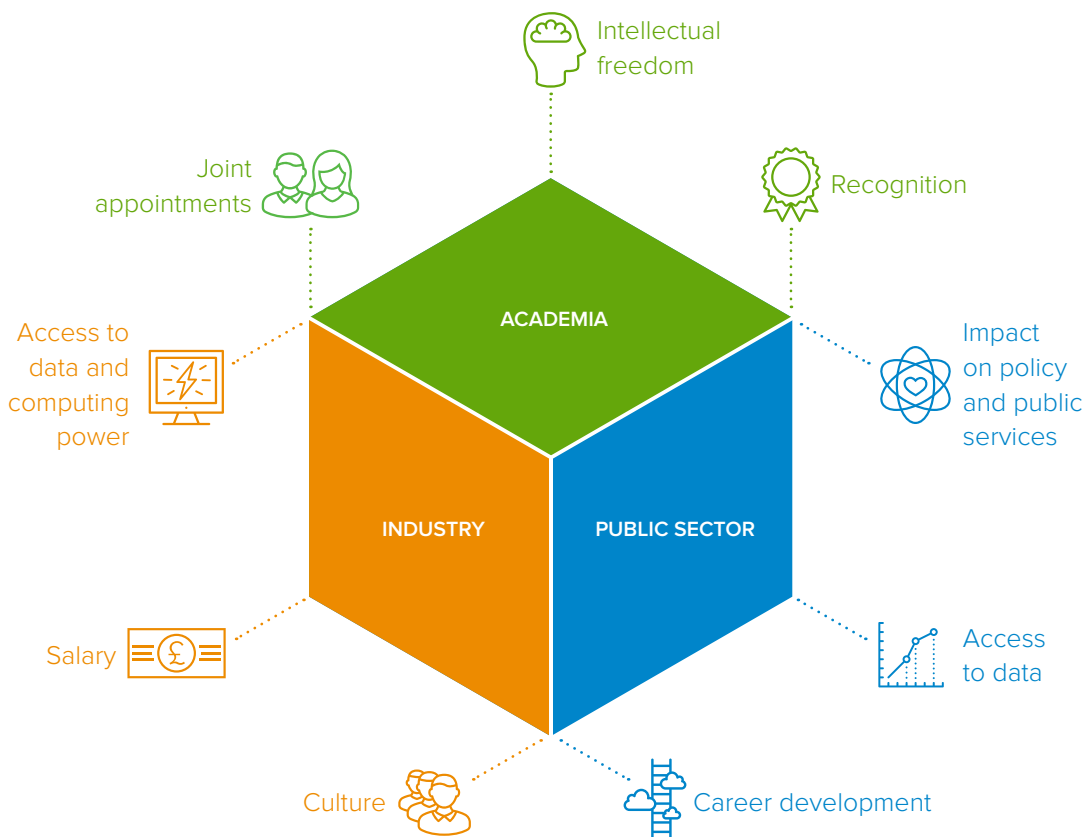 Intellectual
freedom
Joint
appointments
Recognition
ACADEMIA
Access to
data and
computing
power
Impact
on policy
and public
services
INDUSTRY
PUBLIC SECTOR
Salary
£
Access
to data
Culture
Career development